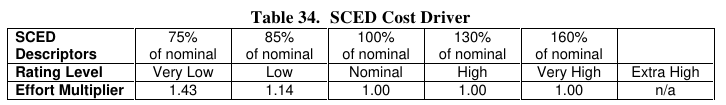 Table 34. SCED Cost Driver
SCED Descriptors 75% of nominal 85% of nominal 100% of nominal 130% of nominal 160% of nominal
Rating Level Very Low Low Nominal High Very High Extra High
Effort Multiplier 1.43 1.14 1.00 1.00 1.00 n/a